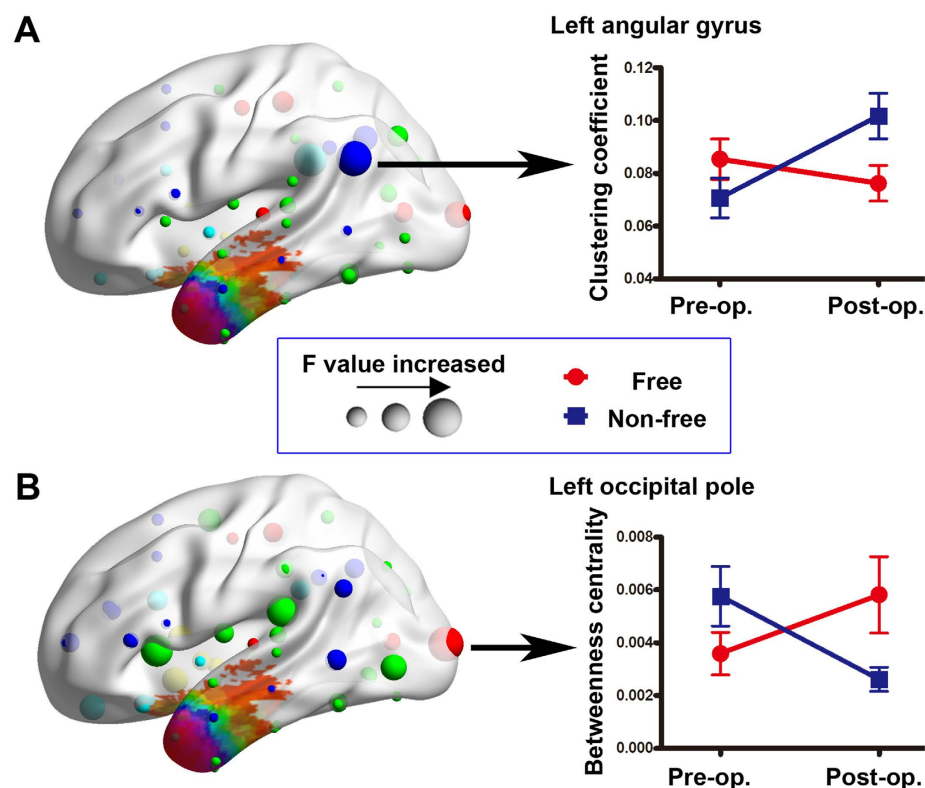 A
Left angular gyrus
Clustering coefficient
0.12
0.10
0.08
0.06
0.04
Pre-op. Post-op.
F value increased
Free
Non-free
B
Left occipital pole
Betweenness centrality
0.008
0.006
0.004
0.002
0.000
Pre-op. Post-op.